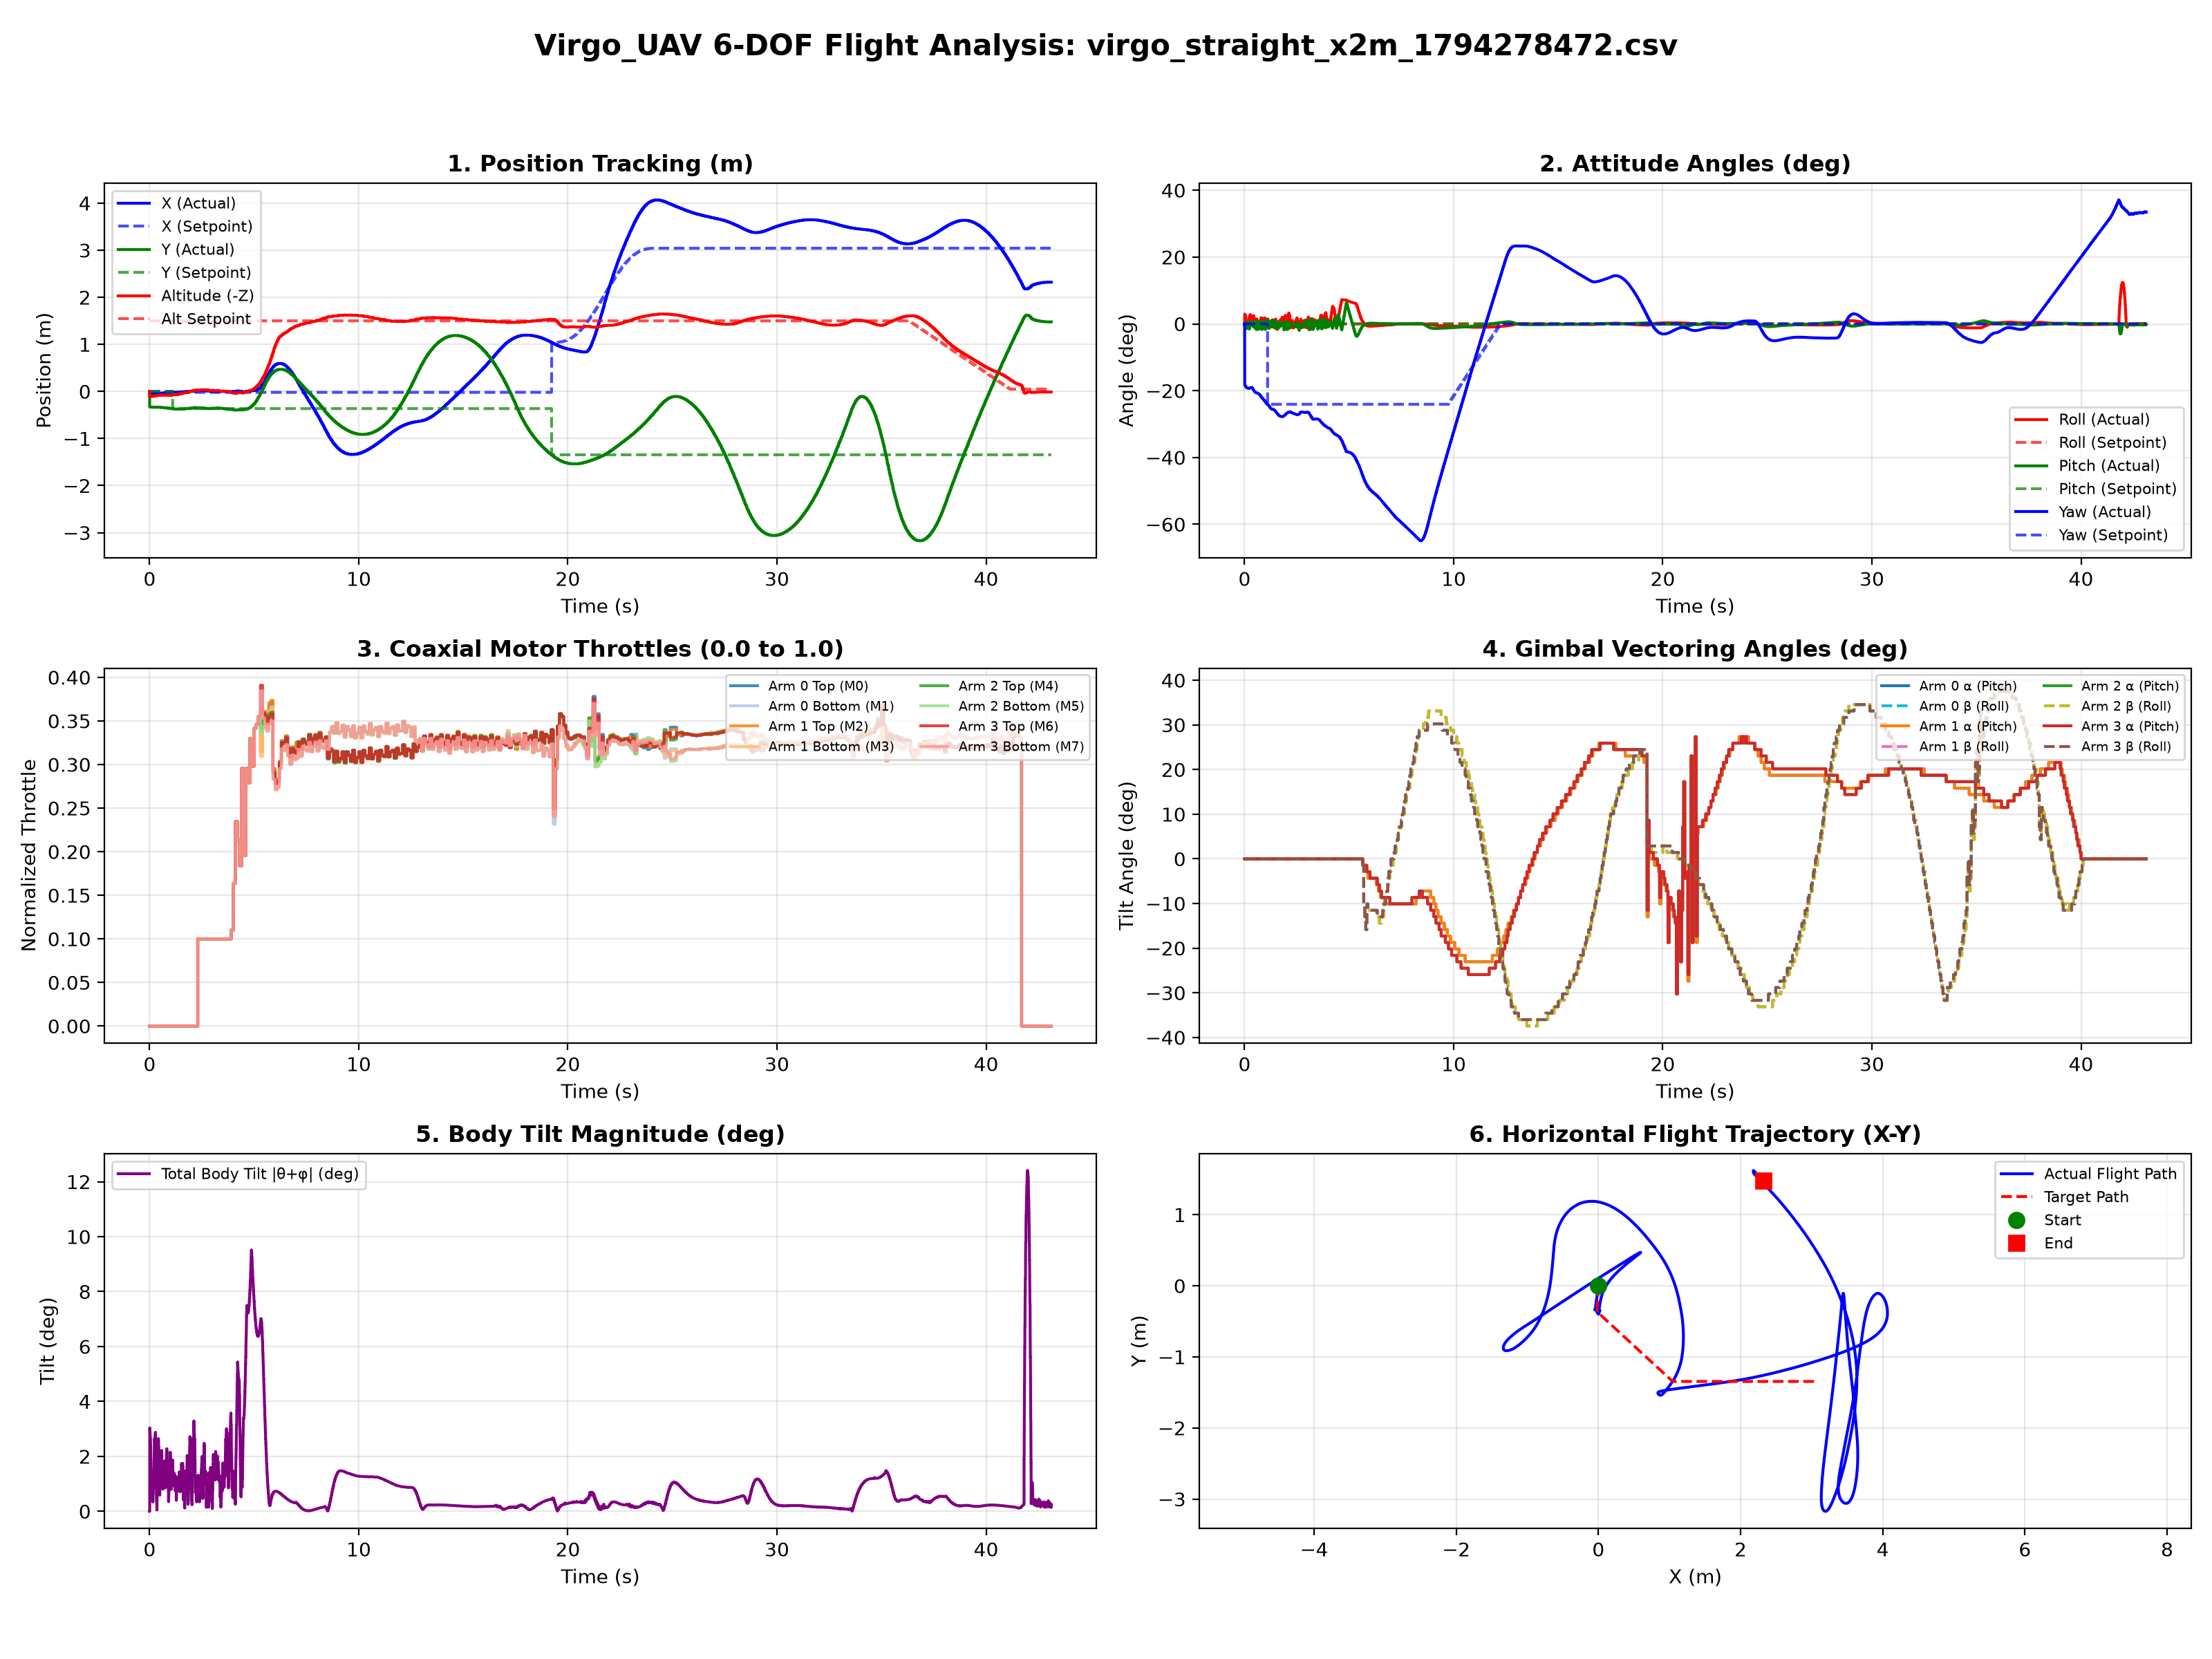 Virgo_UAV 6-DOF Flight Analysis: virgo_straight_x2m_1794278472.csv
1. Position Tracking (m)
4
3
2
1
0
−1
−2
−3
Position (m)
X (Actual)
X (Setpoint)
Y (Actual)
Y (Setpoint)
Altitude (-Z)
Alt Setpoint
0
10
20
30
40
Time (s)
2. Attitude Angles (deg)
40
20
0
−20
−40
−60
Angle (deg)
Roll (Actual)
Roll (Setpoint)
Pitch (Actual)
Pitch (Setpoint)
Yaw (Actual)
Yaw (Setpoint)
0
10
20
30
40
Time (s)
3. Coaxial Motor Throttles (0.0 to 1.0)
0.40
0.35
0.30
0.25
0.20
0.15
0.10
0.05
0.00
Normalized Throttle
Arm 0 Top (M0)
Arm 0 Bottom (M1)
Arm 1 Top (M2)
Arm 1 Bottom (M3)
Arm 2 Top (M4)
Arm 2 Bottom (M5)
Arm 3 Top (M6)
Arm 3 Bottom (M7)
0
10
20
30
40
Time (s)
4. Gimbal Vectoring Angles (deg)
40
30
20
10
0
−10
−20
−30
−40
Tilt Angle (deg)
Arm 0 α (Pitch)
Arm 0 β (Roll)
Arm 1 α (Pitch)
Arm 1 β (Roll)
Arm 2 α (Pitch)
Arm 2 β (Roll)
Arm 3 α (Pitch)
Arm 3 β (Roll)
0
10
20
30
40
Time (s)
5. Body Tilt Magnitude (deg)
12
10
8
6
4
2
0
Tilt (deg)
Total Body Tilt |θ+φ| (deg)
0
10
20
30
40
Time (s)
6. Horizontal Flight Trajectory (X-Y)
1
0
−1
−2
−3
Y (m)
Actual Flight Path
Target Path
Start
End
−4
−2
0
2
4
6
8
X (m)